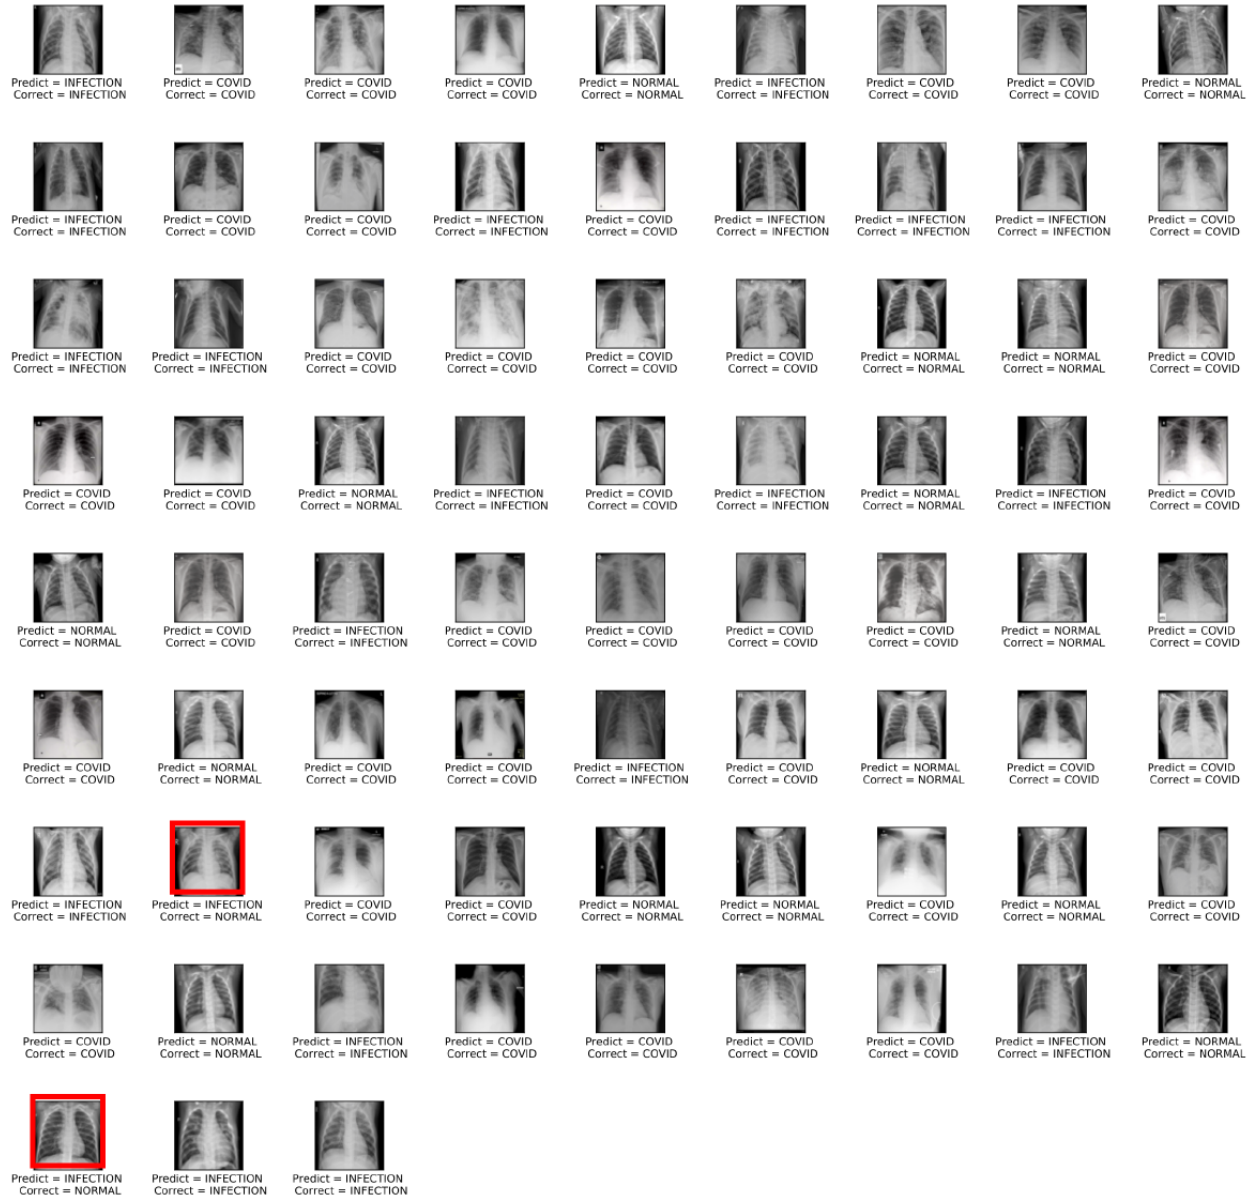 Predict = INFECTION
Correct = INFECTION
Predict = COVID
Correct = COVID
Predict = COVID
Correct = COVID
Predict = COVID
Correct = COVID
Predict = NORMAL
Correct = NORMAL
Predict = INFECTION
Correct = INFECTION
Predict = COVID
Correct = COVID
Predict = COVID
Correct = COVID
Predict = NORMAL
Correct = NORMAL
Predict = INFECTION
Correct = INFECTION
Predict = COVID
Correct = COVID
Predict = COVID
Correct = COVID
Predict = INFECTION
Correct = INFECTION
Predict = COVID
Correct = COVID
Predict = INFECTION
Correct = INFECTION
Predict = INFECTION
Correct = INFECTION
Predict = INFECTION
Correct = INFECTION
Predict = COVID
Correct = COVID
Predict = INFECTION
Correct = INFECTION
Predict = INFECTION
Correct = INFECTION
Predict = COVID
Correct = COVID
Predict = COVID
Correct = COVID
Predict = COVID
Correct = COVID
Predict = COVID
Correct = COVID
Predict = NORMAL
Correct = NORMAL
Predict = NORMAL
Correct = NORMAL
Predict = COVID
Correct = COVID
Predict = COVID
Correct = COVID
Predict = COVID
Correct = COVID
Predict = NORMAL
Correct = NORMAL
Predict = INFECTION
Correct = INFECTION
Predict = COVID
Correct = COVID
Predict = INFECTION
Correct = INFECTION
Predict = NORMAL
Correct = NORMAL
Predict = INFECTION
Correct = INFECTION
Predict = COVID
Correct = COVID
Predict = NORMAL
Correct = NORMAL
Predict = COVID
Correct = COVID
Predict = INFECTION
Correct = INFECTION
Predict = COVID
Correct = COVID
Predict = COVID
Correct = COVID
Predict = COVID
Correct = COVID
Predict = COVID
Correct = COVID
Predict = NORMAL
Correct = NORMAL
Predict = COVID
Correct = COVID
Predict = COVID
Correct = COVID
Predict = NORMAL
Correct = NORMAL
Predict = COVID
Correct = COVID
Predict = COVID
Correct = COVID
Predict = INFECTION
Correct = INFECTION
Predict = COVID
Correct = COVID
Predict = NORMAL
Correct = NORMAL
Predict = COVID
Correct = COVID
Predict = COVID
Correct = COVID
Predict = INFECTION
Correct = INFECTION
Predict = INFECTION
Correct = NORMAL
Predict = COVID
Correct = COVID
Predict = COVID
Correct = COVID
Predict = NORMAL
Correct = NORMAL
Predict = NORMAL
Correct = NORMAL
Predict = COVID
Correct = COVID
Predict = NORMAL
Correct = NORMAL
Predict = COVID
Correct = COVID
Predict = COVID
Correct = COVID
Predict = NORMAL
Correct = NORMAL
Predict = INFECTION
Correct = INFECTION
Predict = COVID
Correct = COVID
Predict = COVID
Correct = COVID
Predict = COVID
Correct = COVID
Predict = COVID
Correct = COVID
Predict = INFECTION
Correct = INFECTION
Predict = NORMAL
Correct = NORMAL
Predict = INFECTION
Correct = NORMAL
Predict = INFECTION
Correct = INFECTION
Predict = INFECTION
Correct = INFECTION